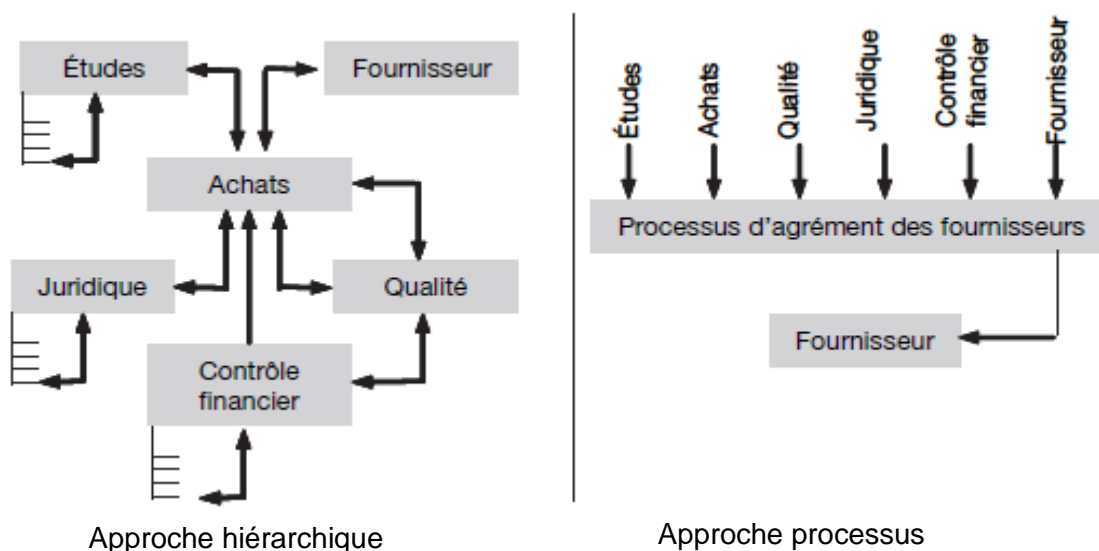 Études
Fournisseur
Achats
Juridique
Qualité
Contrôle
financier
Approche hiérarchique
Études
Achats
Qualité
Juridique
Contrôle
financier
Fournisseur
Processus d'agrément des fournisseurs
Fournisseur
Approche processus